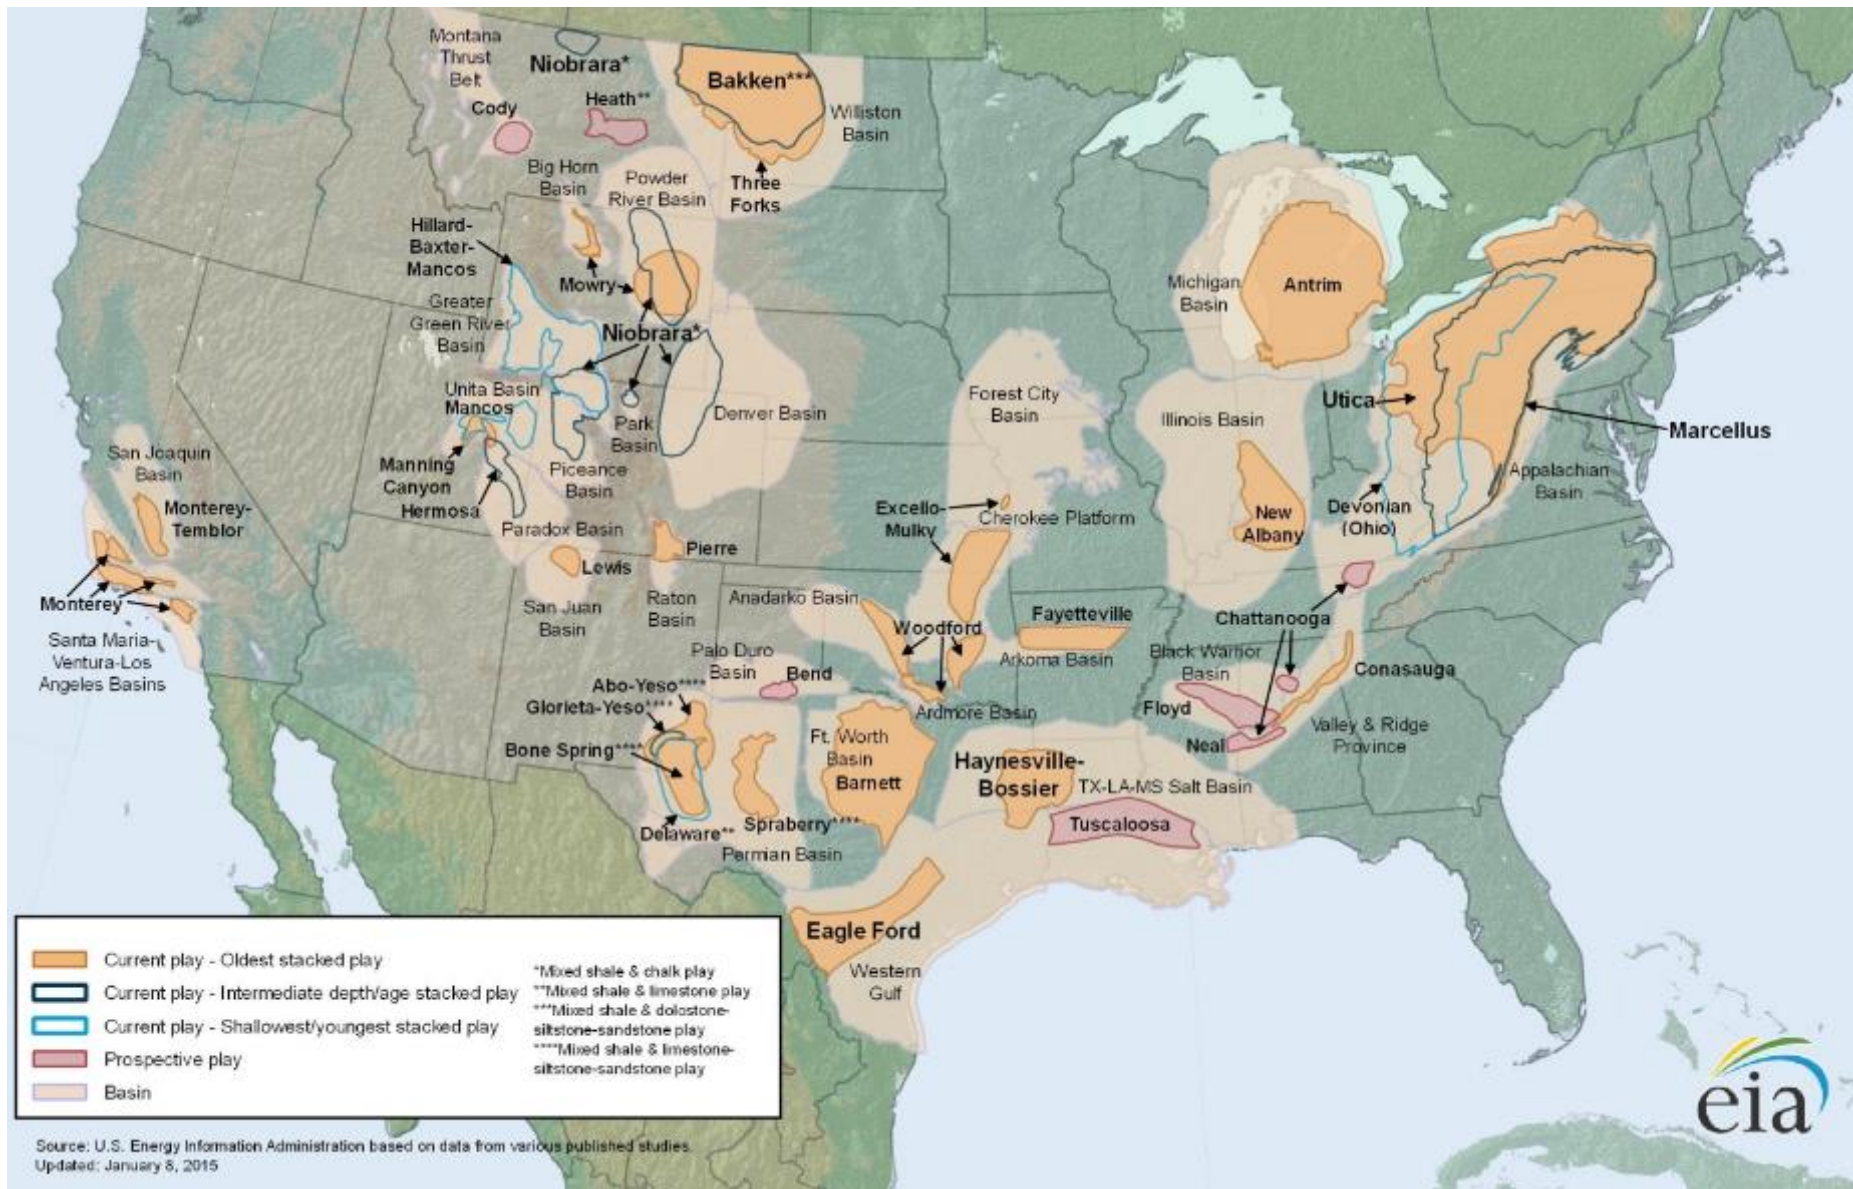 Montana
Thrust
Belt
Niobrara*
Bakken***
Cody
Heath**
Williston
Basin
Big Horn
Basin
Powder
River Basin
Three
Forks
Hillard-
Baxter-
Mancos
Mowry
Greater
Green River
Basin
Niobrara*
Michigan
Basin
Antrim
Unita Basin
Mancos
Park
Basin
Denver Basin
Forest City
Basin
Illinois Basin
Utica
Marcellus
San Joaquin
Basin
Manning
Canyon
Piceance
Basin
Hermosa
Appalachian
Basin
Monterey-
Temblor
Paradox Basin
Excello-
Mulky
Cherokee Platform
New
Albany
Devonian
(Ohio)
Pierre
Lewis
Monterey
San Juan
Basin
Raton
Basin
Anadarko Basin
Woodford
Fayetteville
Arkoma Basin
Chattanooga
Santa Maria-
Ventura-Los
Angeles Basins
Palo Duro
Basin
Bend
Black Warrior
Basin
Conasauga
Abo-Yeso****
Glorieta-Yeso****
Bone Spring****
Ardmore Basin
Floyd
Neal
Valley & Ridge
Province
Ft. Worth
Basin
Barnett
Haynesville-
Bossier
TX-LA-MS Salt Basin
Delaware**
Spraberry****
Tuscaloosa
Permian Basin
Eagle Ford
Western
Gulf
Current play - Oldest stacked play
Current play - Intermediate depth/age stacked play
Current play - Shallowest/youngest stacked play
Prospective play
Basin
*Mixed shale & chalk play
**Mixed shale & limestone play
***Mixed shale & dolostone-
siltstone-sandstone play
****Mixed shale & limestone-
siltstone-sandstone play
eia
Source: U.S. Energy Information Administration based on data from various published studies.
Updated: January 8, 2015